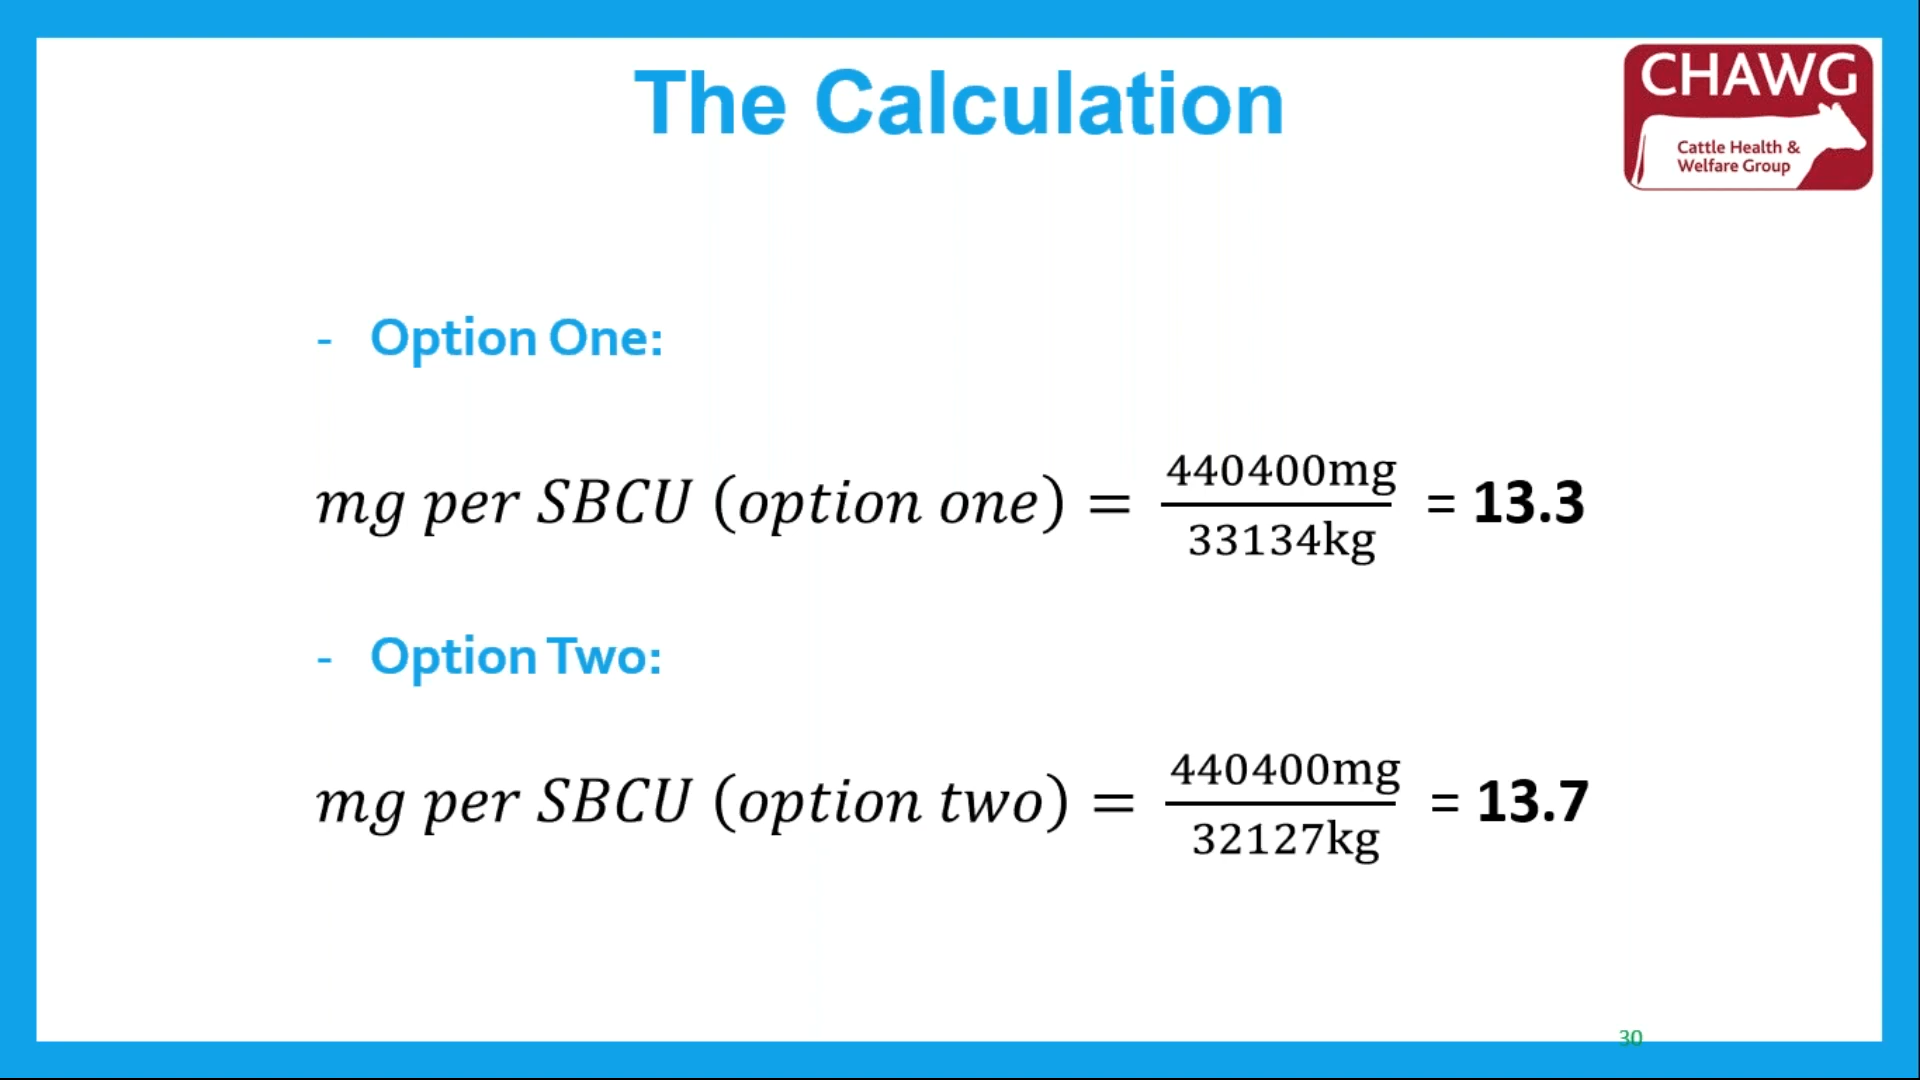 The Calculation
CHAWG
Cattle Health &
Welfare Group
- Option One:
mg per SBCU (option one) = 440400mg / 33134kg = 13.3
- Option Two:
mg per SBCU (option two) = 440400mg / 32127kg = 13.7
30